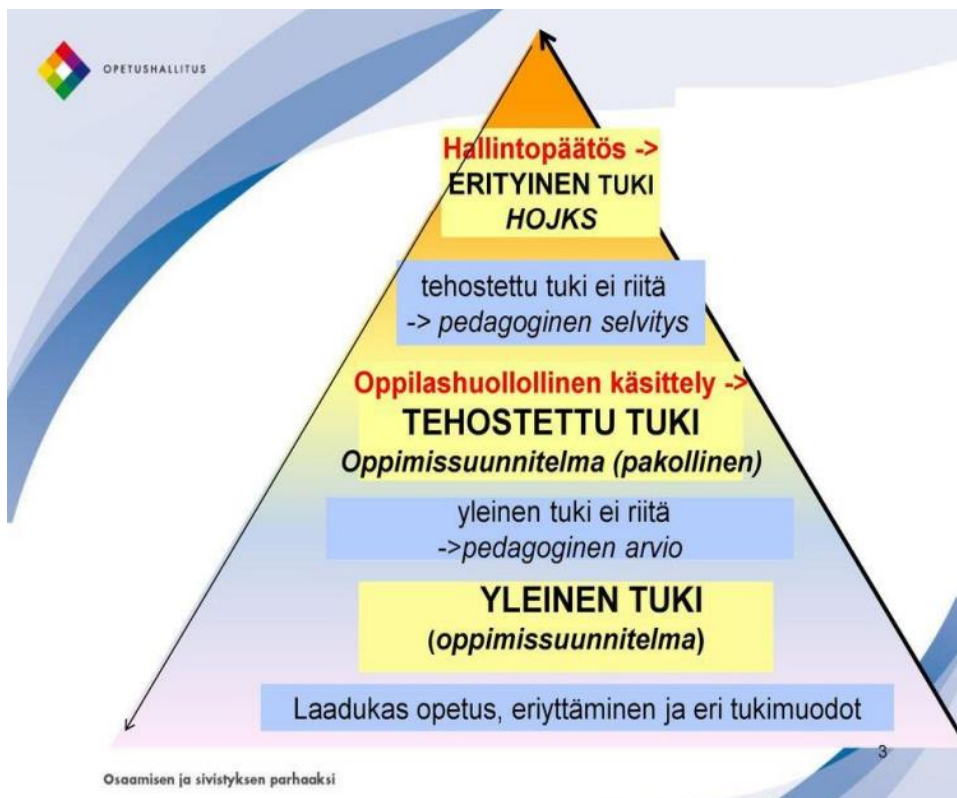 OPETUSHALLITUS
Hallintopäätös ->
ERITYINEN TUKI
HOJKS
tehostettu tuki ei riitä
-> pedagoginen selvitys
Oppilashuollollinen käsittely ->
TEHOSTETTU TUKI
Oppimissuunnitelma (pakollinen)
yleinen tuki ei riitä
->pedagoginen arvio
YLEINEN TUKI
(oppimissuunnitelma)
Laadukas opetus, eriyttäminen ja eri tukimuodot
3
Osaamisen ja sivistyksen parhaaksi